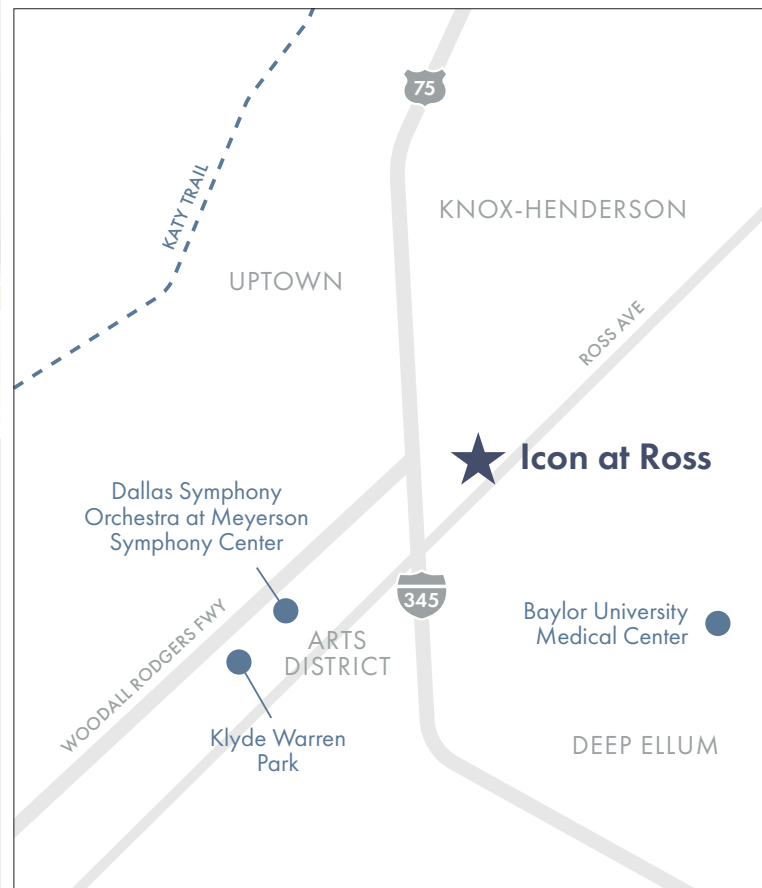 75
KATY TRAIL
KNOX-HENDERSON
UPTOWN
ROSS AVE
Icon at Ross
Dallas Symphony
Orchestra at Meyerson
Symphony Center
345
WOODALL RODGERS FWY
ARTS
DISTRICT
Baylor University
Medical Center
Klyde Warren
Park
DEEP ELLUM